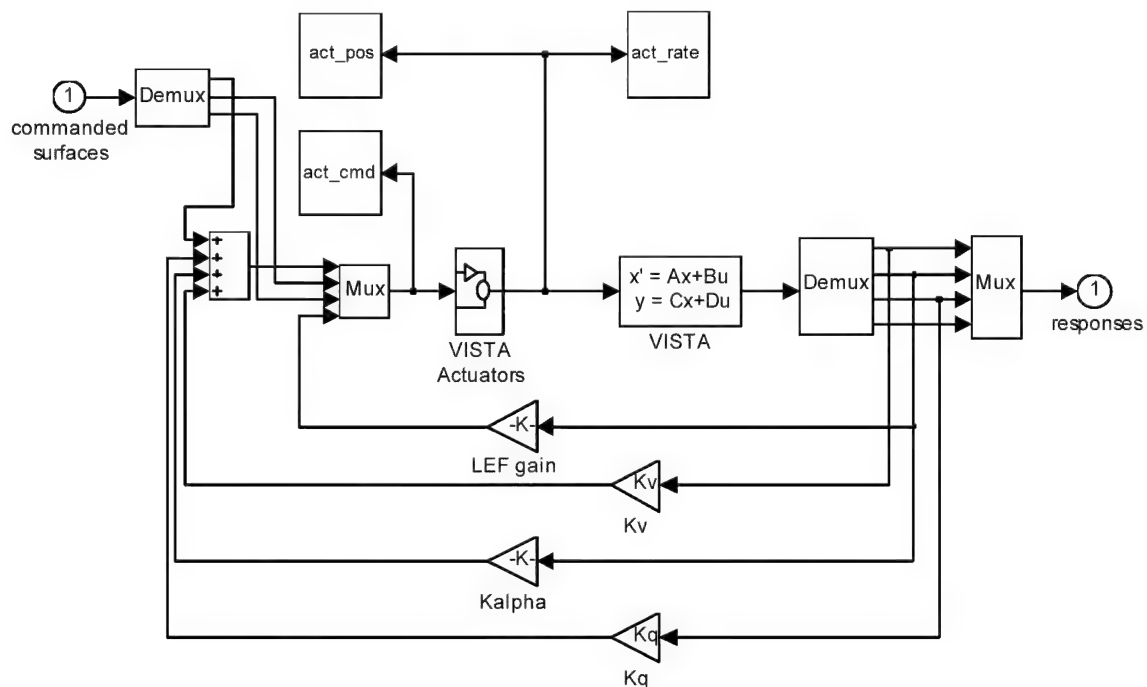 act_pos
act_rate
1
Demux
commanded
surfaces
act_cmd
+
+
+
+
Mux
VISTA
Actuators
x' = Ax+Bu
y = Cx+Du
VISTA
Demux
Mux
1
responses
-K-
LEF gain
Kv
Kv
-K-
Kalpha
Kq
Kq